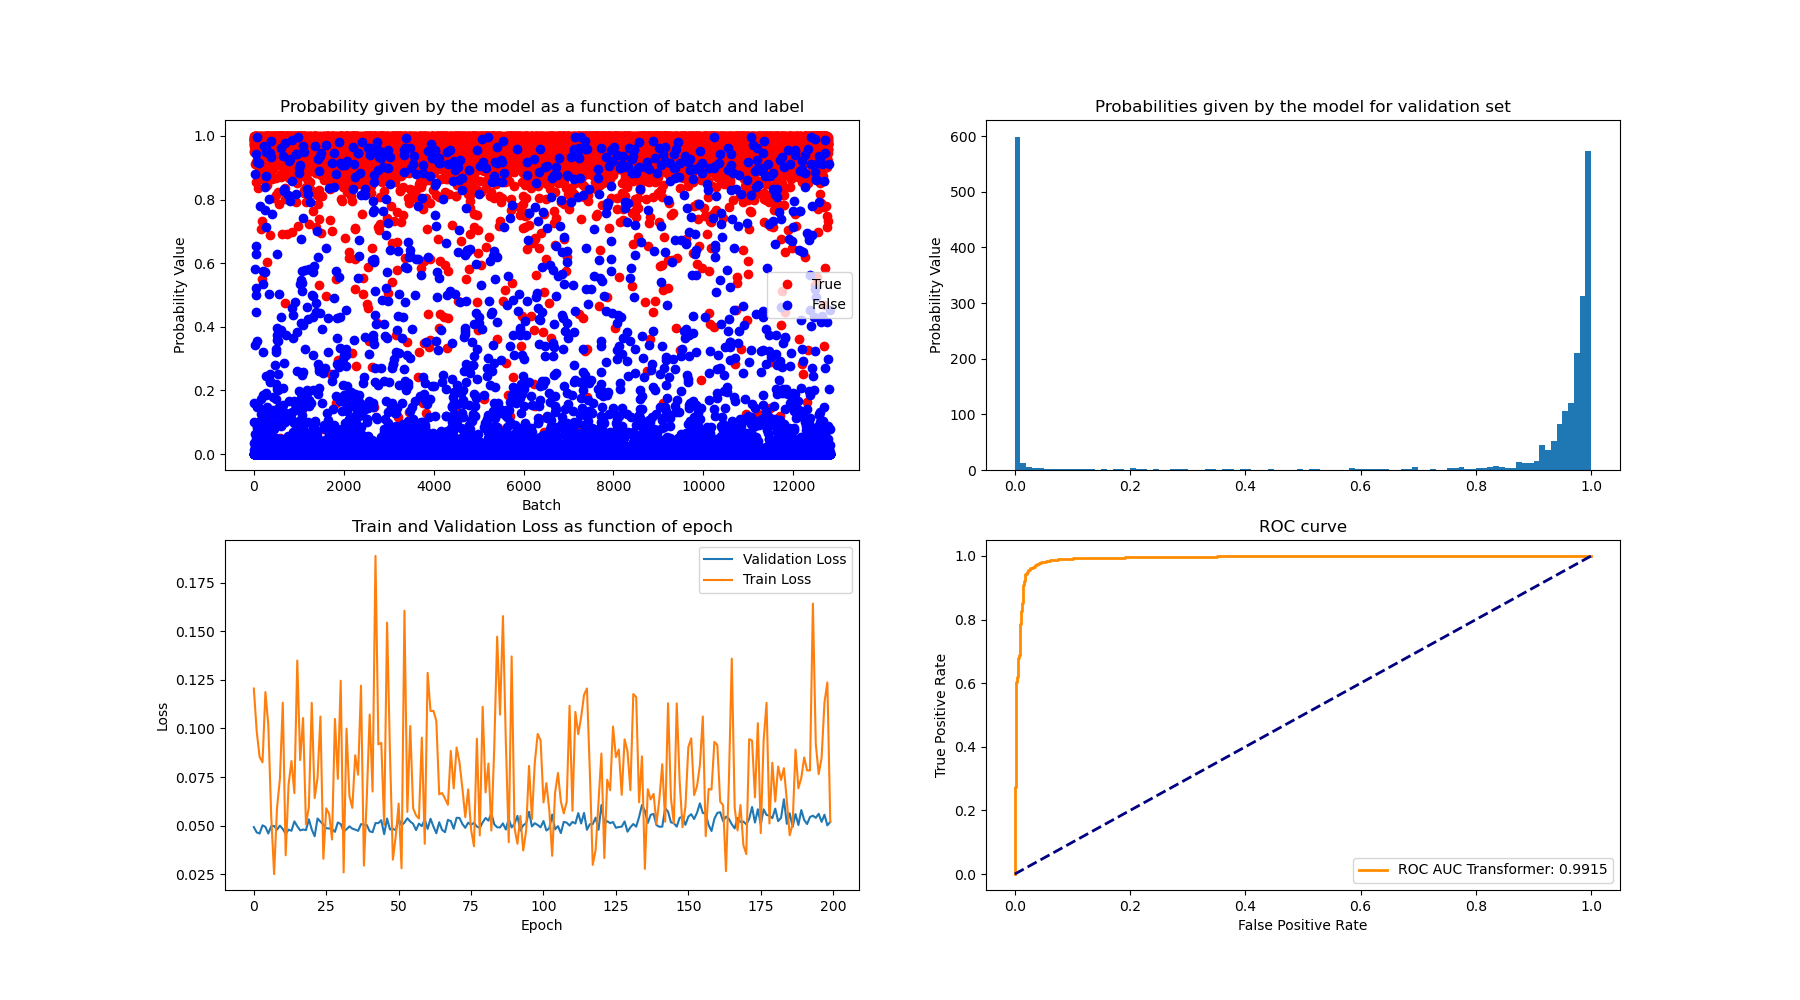 Probability given by the model as a function of batch and label
Probability Value
1.0
0.8
0.6
0.4
0.2
0.0
True
False
0 2000 4000 6000 8000 10000 12000
Batch
Probabilities given by the model for validation set
Probability Value
600
500
400
300
200
100
0
0.0 0.2 0.4 0.6 0.8 1.0
Train and Validation Loss as function of epoch
Loss
0.175
0.150
0.125
0.100
0.075
0.050
0.025
Validation Loss
Train Loss
0 25 50 75 100 125 150 175 200
Epoch
ROC curve
True Positive Rate
1.0
0.8
0.6
0.4
0.2
0.0
ROC AUC Transformer: 0.9915
0.0 0.2 0.4 0.6 0.8 1.0
False Positive Rate